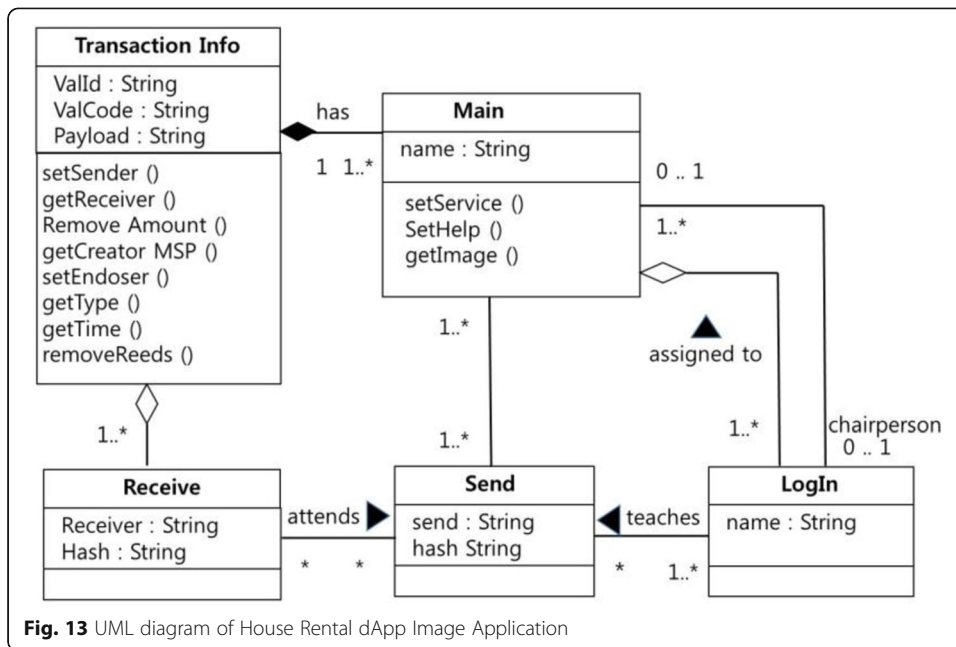 Transaction Info
ValId : String
ValCode : String
Payload : String
setSender ()
getReceiver ()
Remove Amount ()
getCreator MSP ()
setEndoser ()
getType ()
getTime ()
removeReeds ()
has
1 1..*
Main
name : String
setService ()
SetHelp ()
getImage ()
0 .. 1
1..*
assigned to
1..*
1..*
1..*
1..*
chairperson
0 .. 1
Receive
Receiver : String
Hash : String
attends
* *
Send
send : String
hash String
teaches
* 1..*
LogIn
name : String
Fig. 13 UML diagram of House Rental dApp Image Application